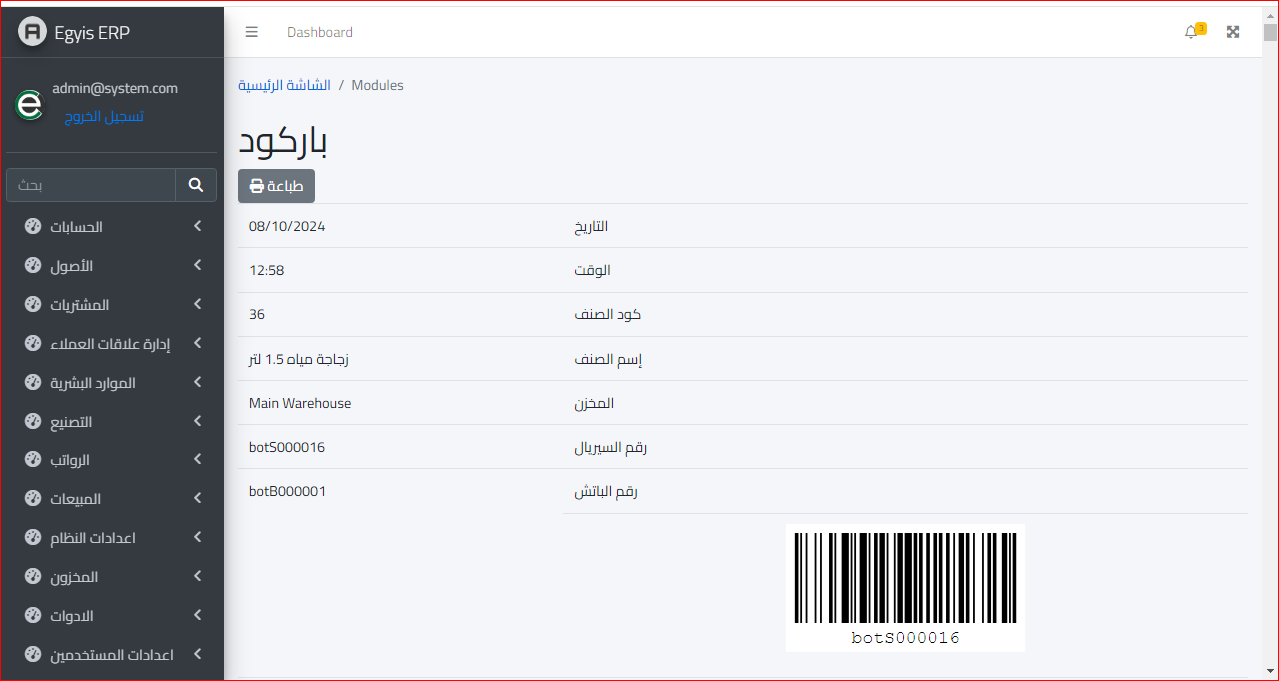 Egyis ERP
Dashboard
3
admin@system.com
تسجيل الخروج
بحث
الحسابات
الأصول
المشتريات
إدارة علاقات العملاء
الموارد البشرية
التصنيع
الرواتب
المبيعات
اعدادات النظام
المخزون
الادوات
اعدادات المستخدمين
الشاشة الرئيسية / Modules
باركود
طباعة
08/10/2024 التاريخ
12:58 الوقت
36 كود الصنف
زجاجة مياه 1.5 لتر إسم الصنف
Main Warehouse المخزن
botS000016 رقم السيريال
botB000001 رقم الباتش
botS000016